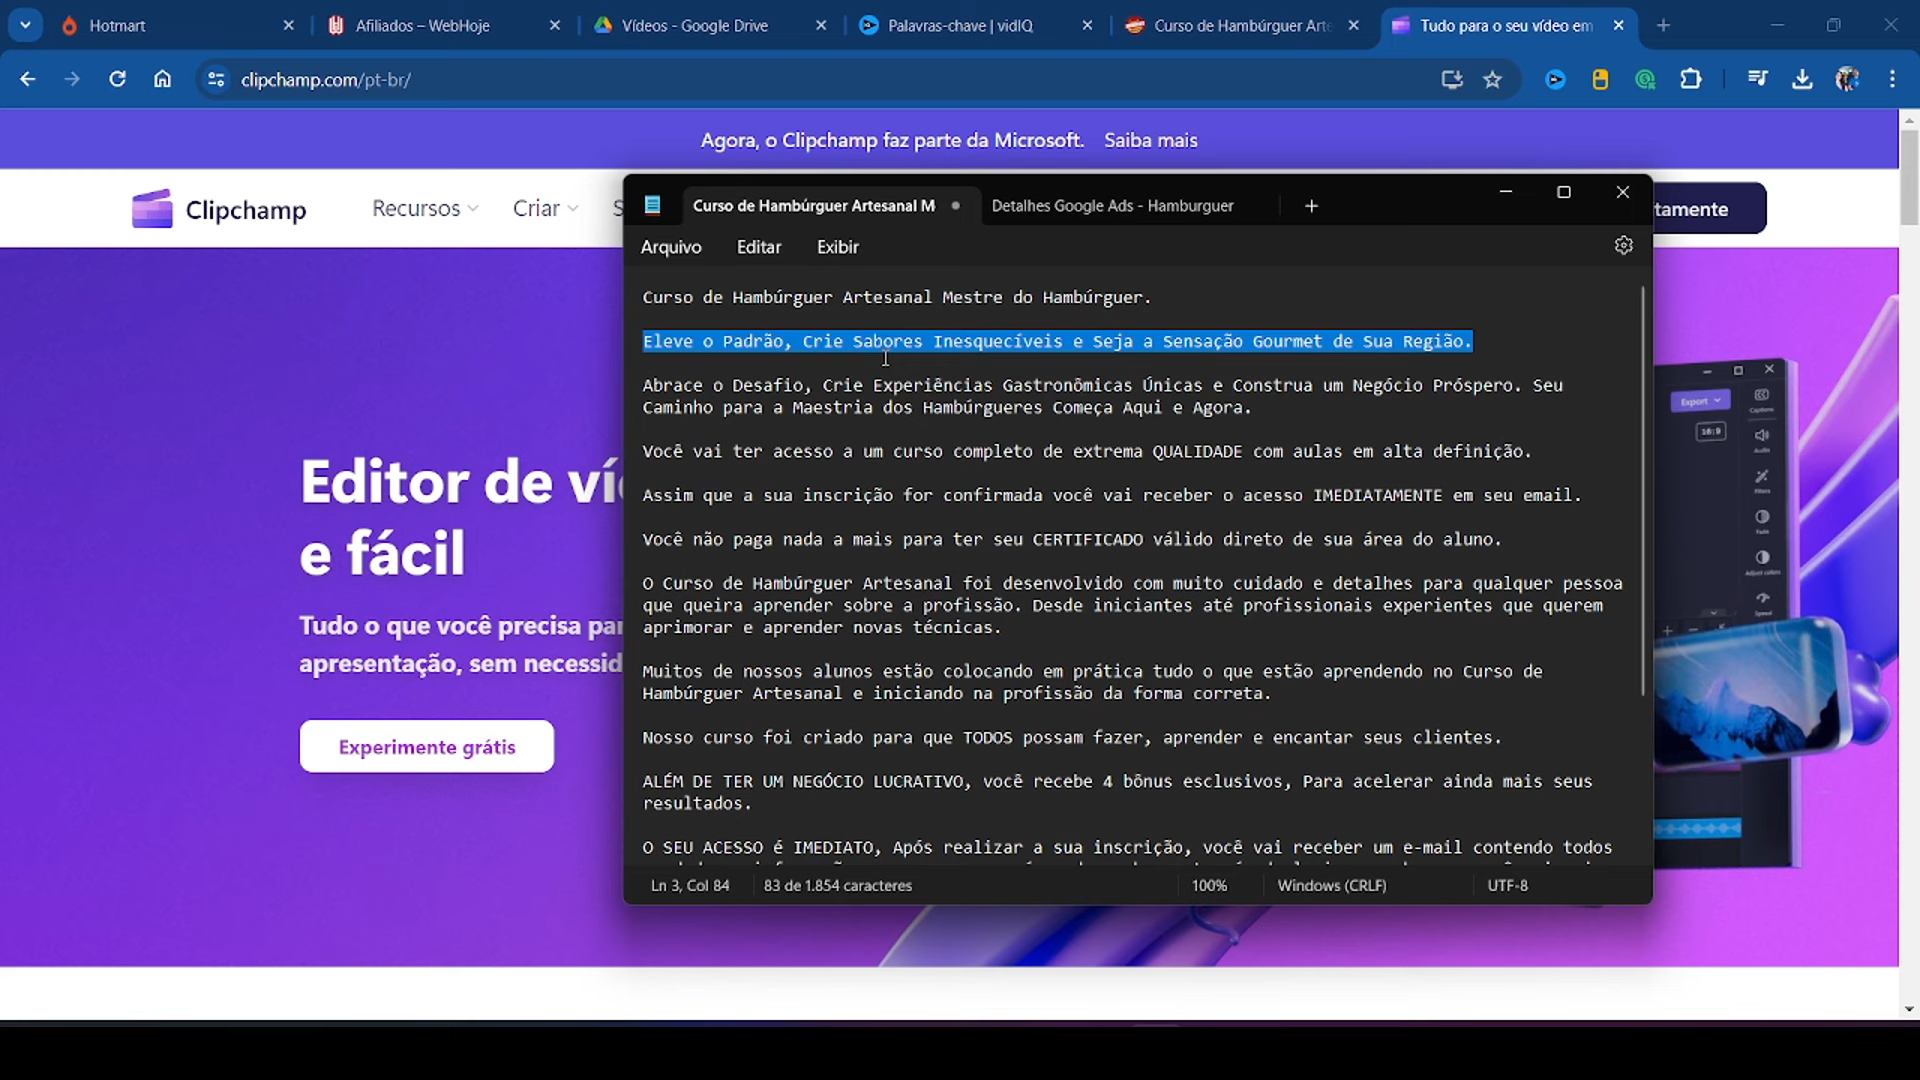 Hotmart
Afiliados – WebHoje
Vídeos - Google Drive
Palavras-chave | vidIQ
Curso de Hambúrguer Arte
Tudo para o seu vídeo em
clipchamp.com/pt-br/
Agora, o Clipchamp faz parte da Microsoft. Saiba mais
Clipchamp
Recursos
Criar
S
tamente
Curso de Hambúrguer Artesanal M
Detalhes Google Ads - Hamburguer
Arquivo
Editar
Exibir
Curso de Hambúrguer Artesanal Mestre do Hambúrguer.
Eleve o Padrão, Crie Sabores Inesquecíveis e Seja a Sensação Gourmet de Sua Região.
Abrace o Desafio, Crie Experiências Gastronômicas Únicas e Construa um Negócio Próspero. Seu
Caminho para a Maestria dos Hambúrgueres Começa Aqui e Agora.
Você vai ter acesso a um curso completo de extrema QUALIDADE com aulas em alta definição.
Assim que a sua inscrição for confirmada você vai receber o acesso IMEDIATAMENTE em seu email.
Você não paga nada a mais para ter seu CERTIFICADO válido direto de sua área do aluno.
O Curso de Hambúrguer Artesanal foi desenvolvido com muito cuidado e detalhes para qualquer pessoa
que queira aprender sobre a profissão. Desde iniciantes até profissionais experientes que querem
aprimorar e aprender novas técnicas.
Muitos de nossos alunos estão colocando em prática tudo o que estão aprendendo no Curso de
Hambúrguer Artesanal e iniciando na profissão da forma correta.
Nosso curso foi criado para que TODOS possam fazer, aprender e encantar seus clientes.
ALÉM DE TER UM NEGÓCIO LUCRATIVO, você recebe 4 bônus esclusivos, Para acelerar ainda mais seus
resultados.
O SEU ACESSO é IMEDIATO, Após realizar a sua inscrição, você vai receber um e-mail contendo todos
Ln 3, Col 84
83 de 1.854 caracteres
100%
Windows (CRLF)
UTF-8
Editor de ví
e fácil
Tudo o que você precisa par
apresentação, sem necessid
Experimente grátis
Export
Captions
16:9
Audio
Filters
Fade
Adjust colors
Speed